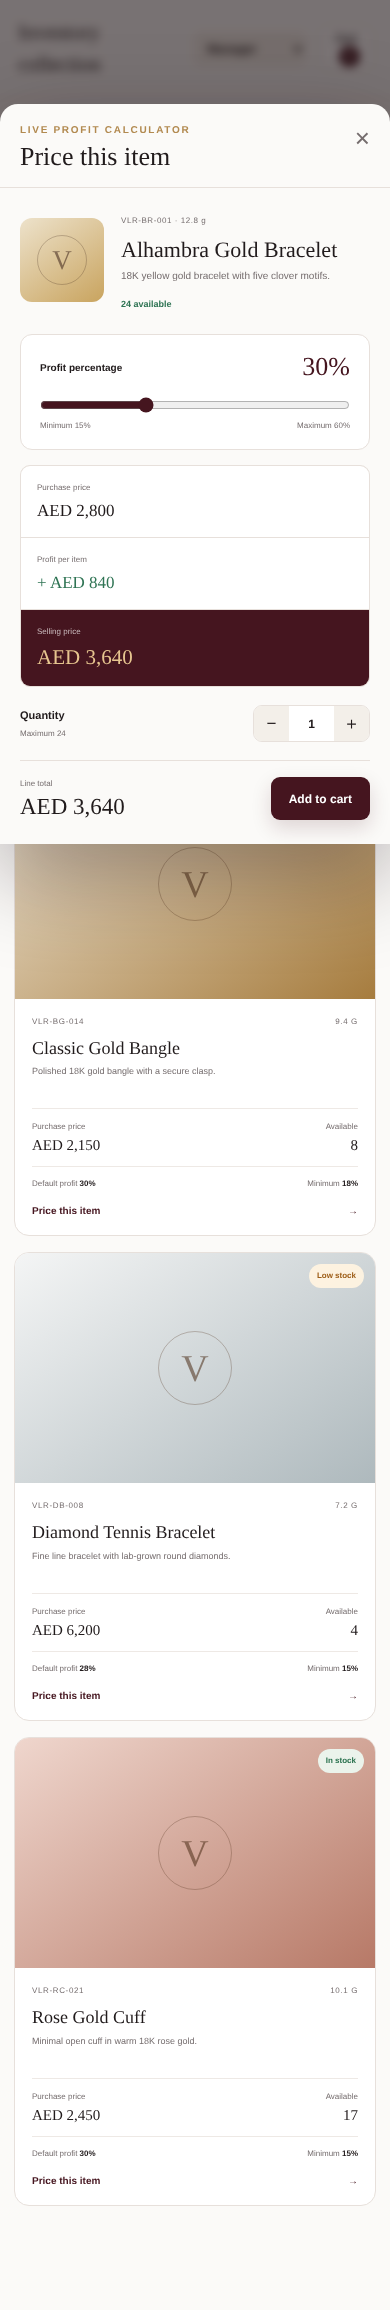 Inventory
collection
Manager
LIVE PROFIT CALCULATOR
Price this item
×
V
VLR-BR-001 · 12.8 g
Alhambra Gold Bracelet
18K yellow gold bracelet with five clover motifs.
24 available
Profit percentage
30%
Minimum 15%
Maximum 60%
Purchase price
AED 2,800
Profit per item
+ AED 840
Selling price
AED 3,640
Quantity
Maximum 24
− 1 +
Line total
AED 3,640
Add to cart
V
VLR-BG-014
9.4 G
Classic Gold Bangle
Polished 18K gold bangle with a secure clasp.
Purchase price
Available
AED 2,150
8
Default profit 30%
Minimum 18%
Price this item
→
Low stock
V
VLR-DB-008
7.2 G
Diamond Tennis Bracelet
Fine line bracelet with lab-grown round diamonds.
Purchase price
Available
AED 6,200
4
Default profit 28%
Minimum 15%
Price this item
→
In stock
V
VLR-RC-021
10.1 G
Rose Gold Cuff
Minimal open cuff in warm 18K rose gold.
Purchase price
Available
AED 2,450
17
Default profit 30%
Minimum 15%
Price this item
→